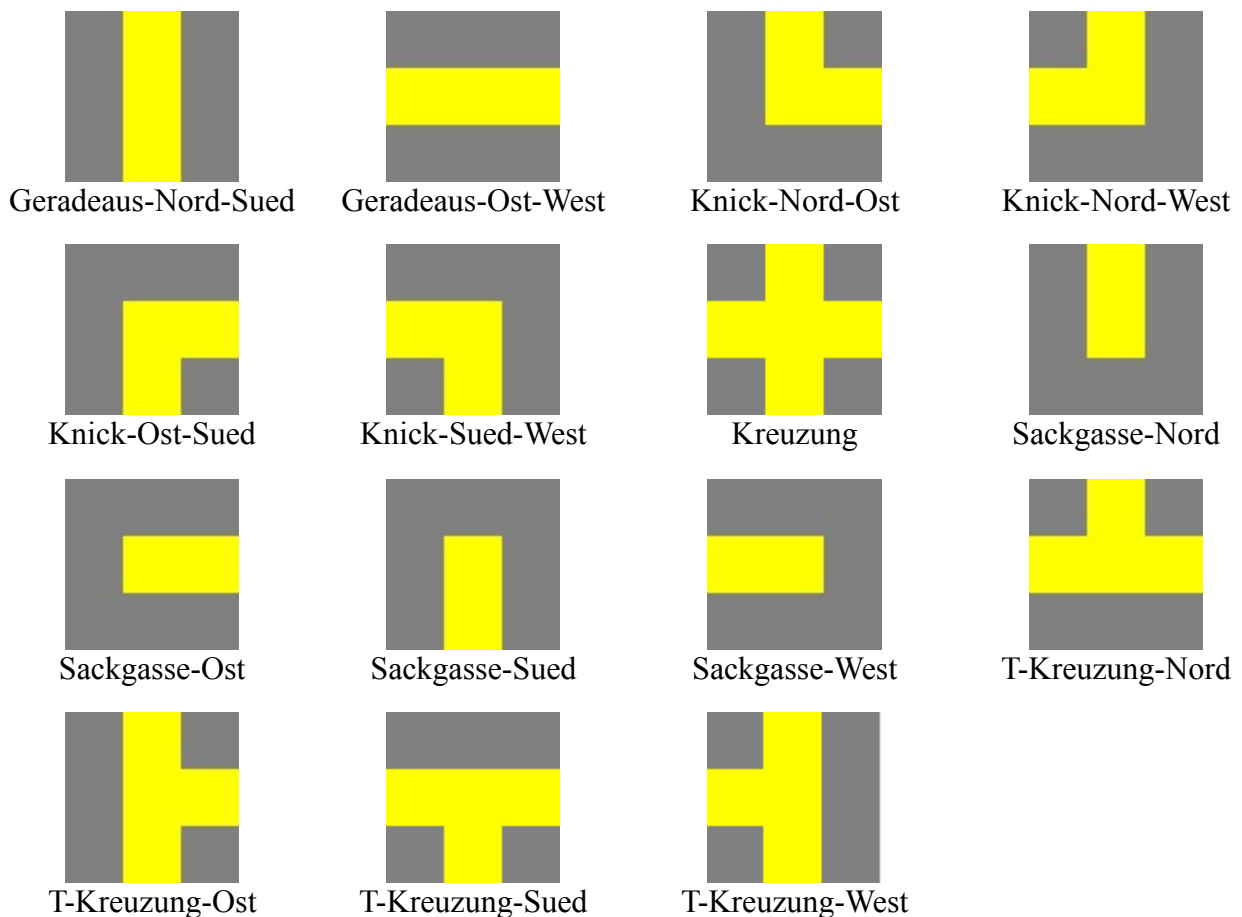 Geradeaus-Nord-Sued
Geradeaus-Ost-West
Knick-Nord-Ost
Knick-Nord-West
Knick-Ost-Sued
Knick-Sued-West
Kreuzung
Sackgasse-Nord
Sackgasse-Ost
Sackgasse-Sued
Sackgasse-West
T-Kreuzung-Nord
T-Kreuzung-Ost
T-Kreuzung-Sued
T-Kreuzung-West